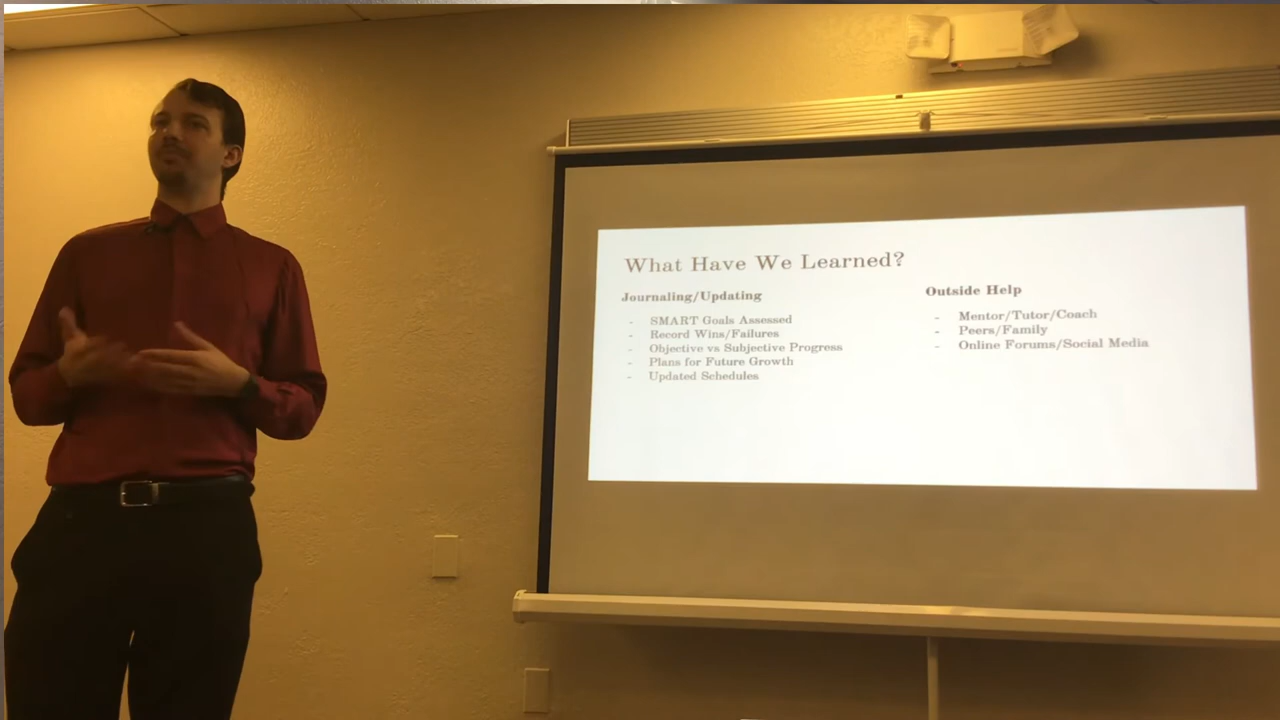 What Have We Learned?
Journaling/Updating
- SMART Goals Assessed
- Record Wins/Failures
- Objective vs Subjective Progress
- Plans for Future Growth
- Updated Schedules
Outside Help
- Mentor/Tutor/Coach
- Peers/Family
- Online Forums/Social Media